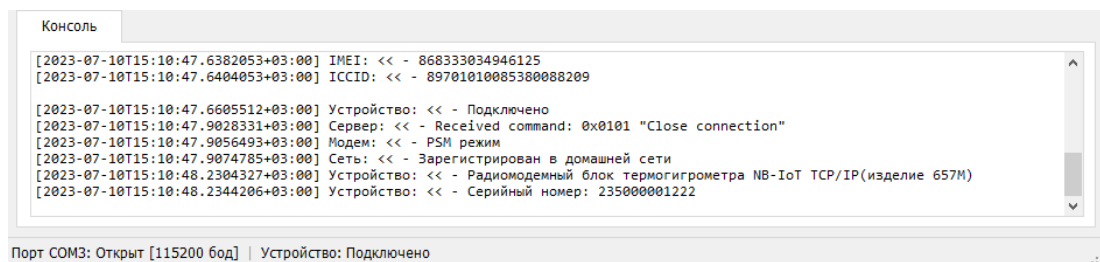 Консоль
[2023-07-10T15:10:47.6382053+03:00] IMEI: << - 868333034946125
[2023-07-10T15:10:47.6404053+03:00] ICCID: << - 89701010085380088209
[2023-07-10T15:10:47.6605512+03:00] Устройство: << - Подключено
[2023-07-10T15:10:47.9028331+03:00] Сервер: << - Received command: 0x0101 "Close connection"
[2023-07-10T15:10:47.9056493+03:00] Модем: << - PSM режим
[2023-07-10T15:10:47.9074785+03:00] Сеть: << - Зарегистрирован в домашней сети
[2023-07-10T15:10:48.2304327+03:00] Устройство: << - Радиомодемный блок термогигрометра NB-IoT TCP/IP(изделие 657М)
[2023-07-10T15:10:48.2344206+03:00] Устройство: << - Серийный номер: 235000001222
Порт COM3: Открыт [115200 бод] | Устройство: Подключено